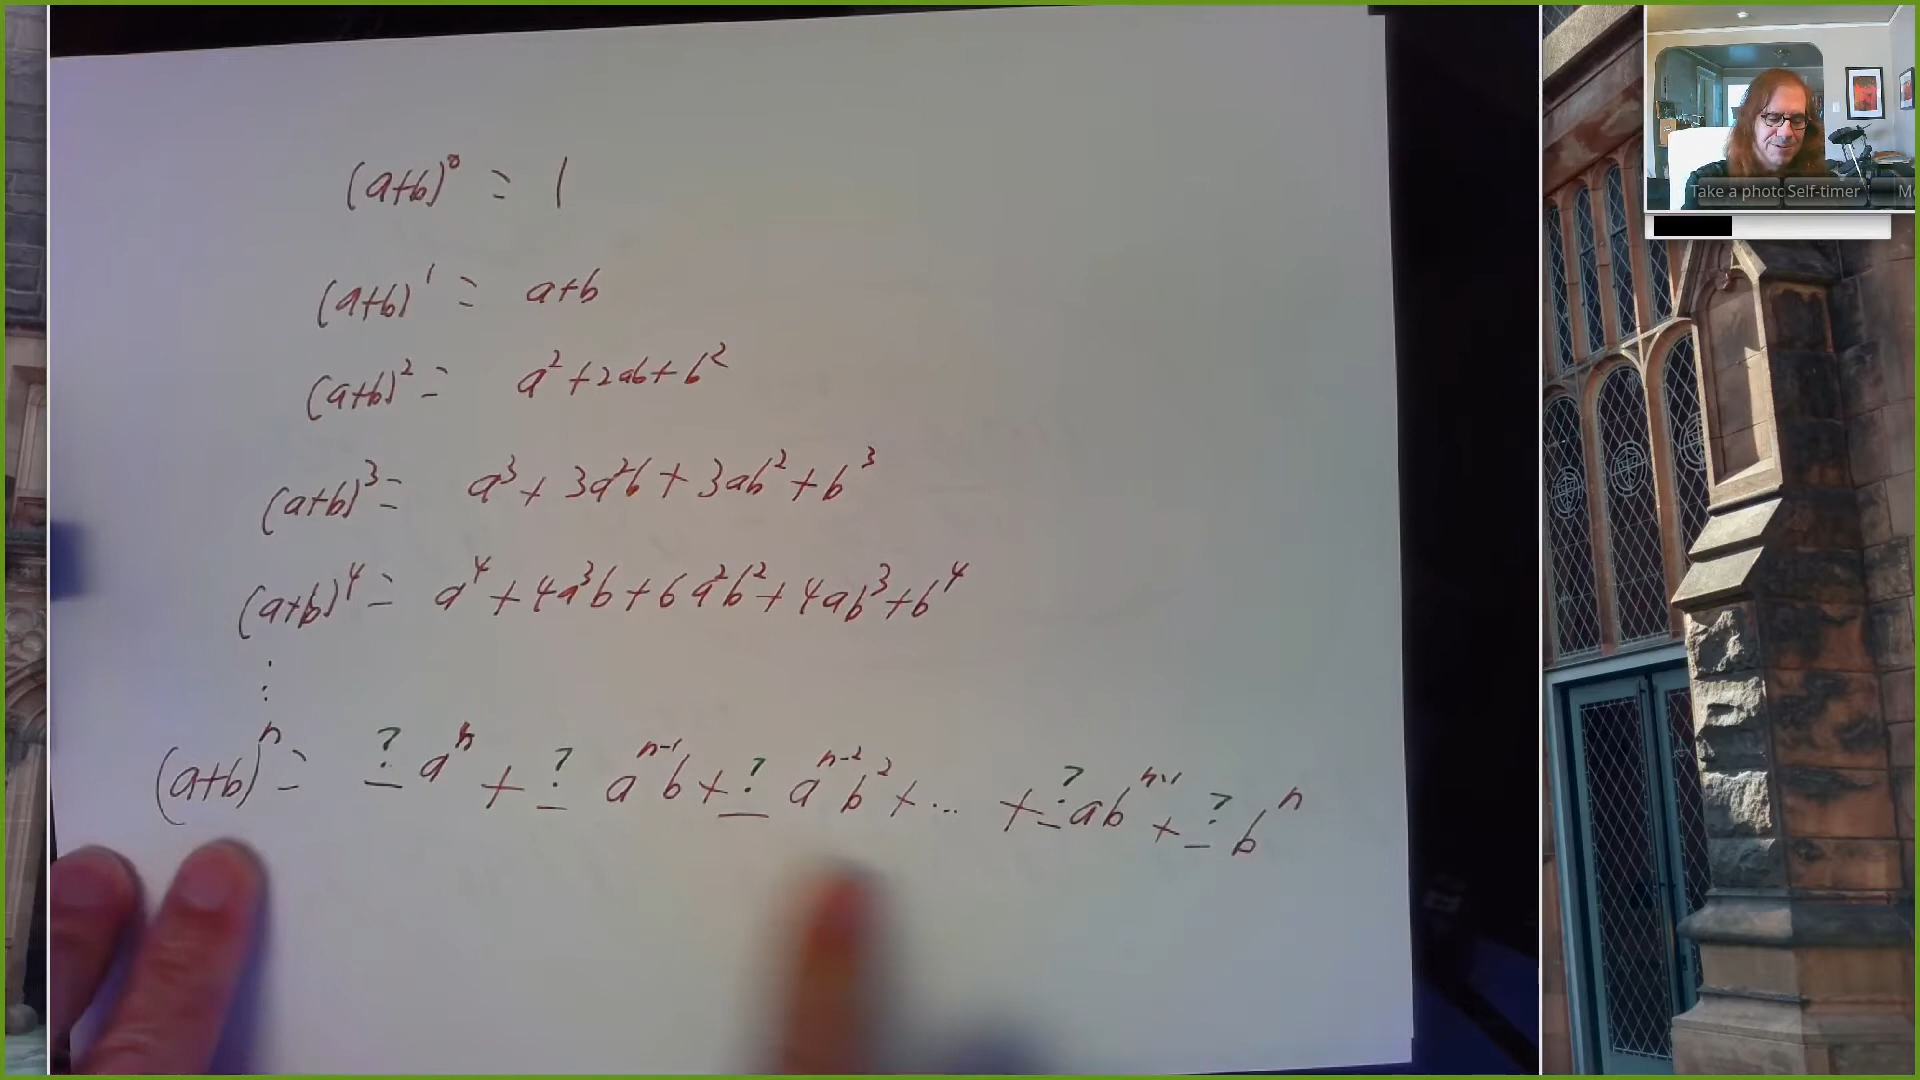 (a+b)⁰ = 1
(a+b)¹ = a+b
(a+b)² = a² + 2ab + b²
(a+b)³ = a³ + 3a²b + 3ab² + b³
(a+b)⁴ = a⁴ + 4a³b + 6a²b² + 4ab³ + b⁴
⋮
(a+b)ⁿ = ? aⁿ + ? aⁿ⁻¹b + ? aⁿ⁻²b² + ... + ? abⁿ⁻¹ + ? bⁿ
Take a photo Self-timer